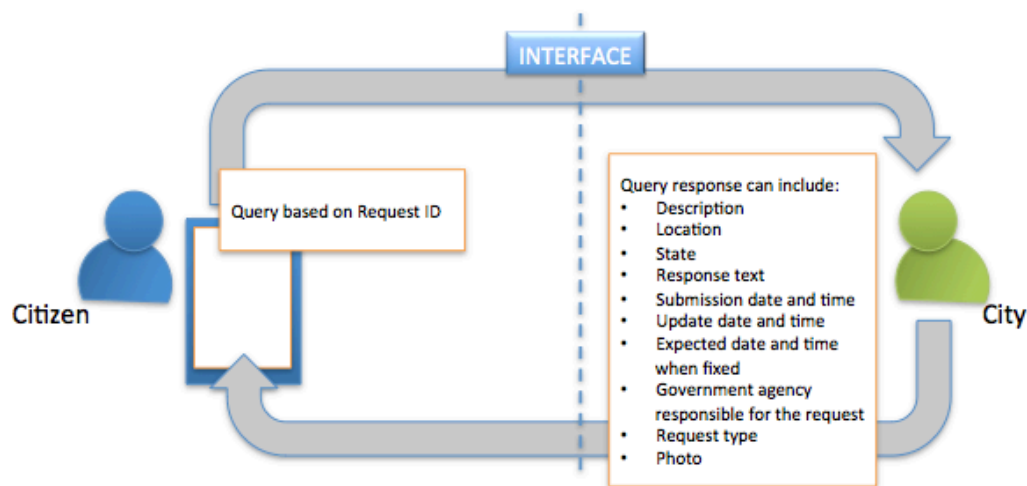 INTERFACE
Query based on Request ID
Citizen
Query response can include:
• Description
• Location
• State
• Response text
• Submission date and time
• Update date and time
• Expected date and time
when fixed
• Government agency
responsible for the request
• Request type
• Photo
City